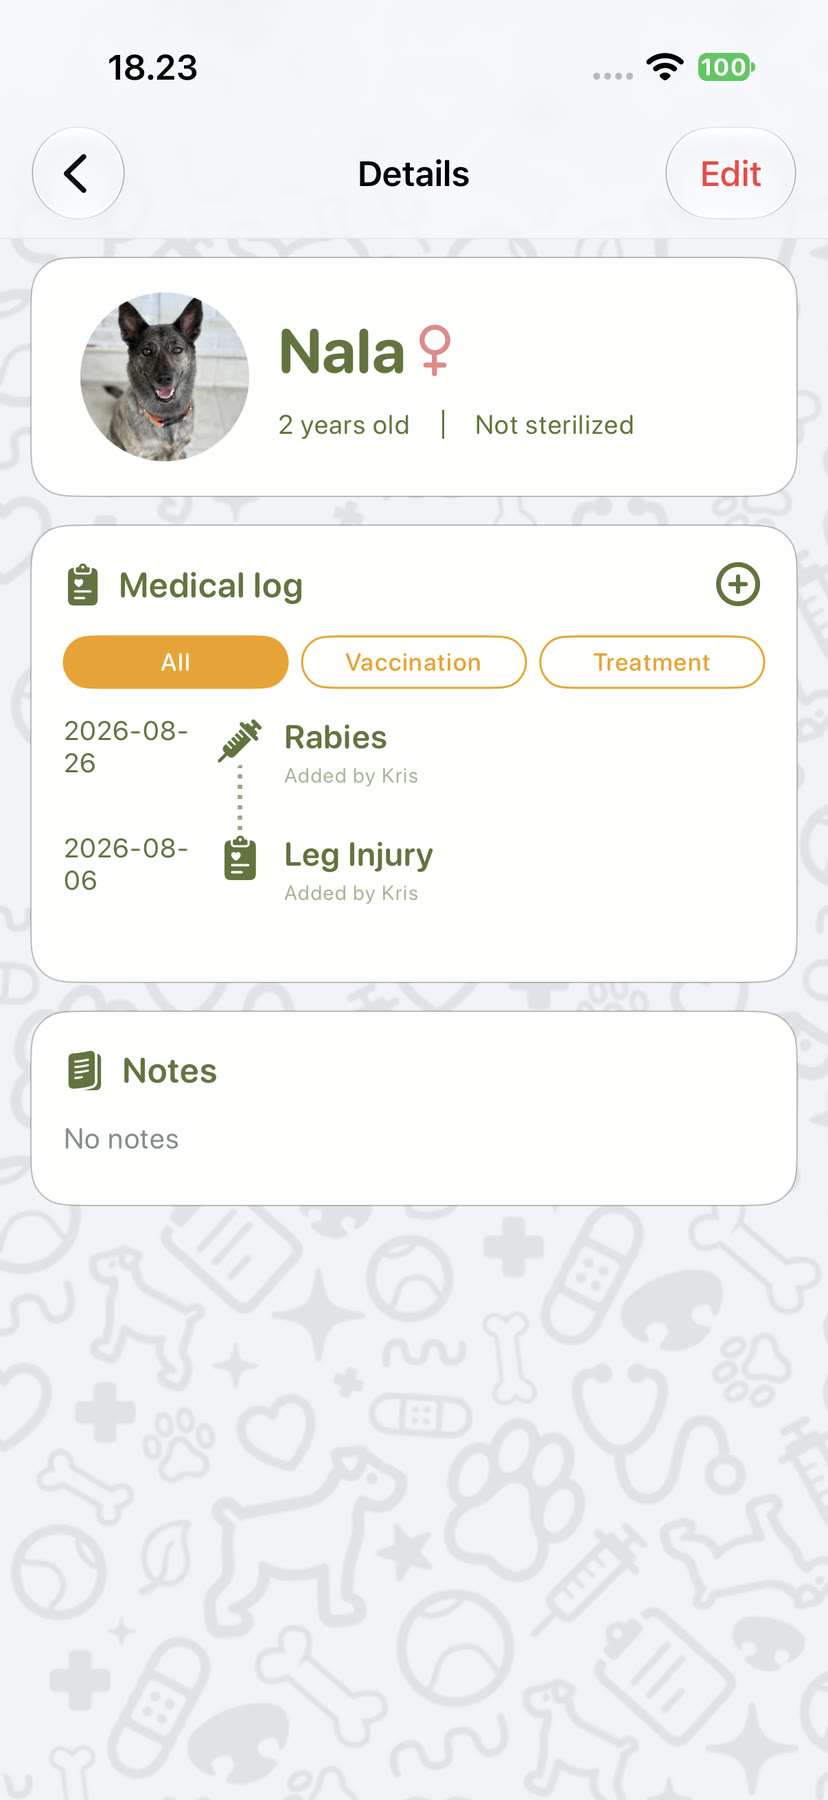 18.23
100
Details
Edit
Nala
2 years old | Not sterilized
Medical log
All
Vaccination
Treatment
2026-08-
26
Rabies
Added by Kris
2026-08-
06
Leg Injury
Added by Kris
Notes
No notes